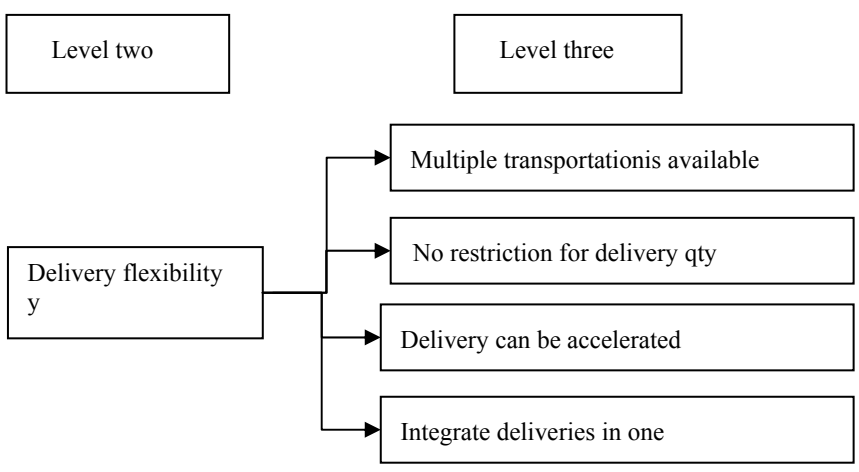 Level two
Level three
Multiple transportationis available
No restriction for delivery qty
Delivery flexibility
y
Delivery can be accelerated
Integrate deliveries in one